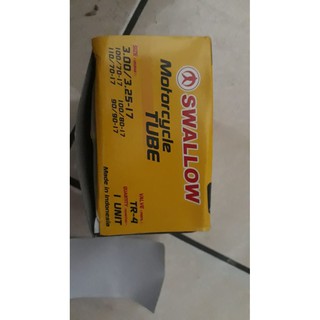 SWALLOW
Motorcycle
TUBE
3.00/3.25-17
100/70-17 100/80-17
110/70-17 90/90-17
TR-4
1 UNIT
Made in Indonesia